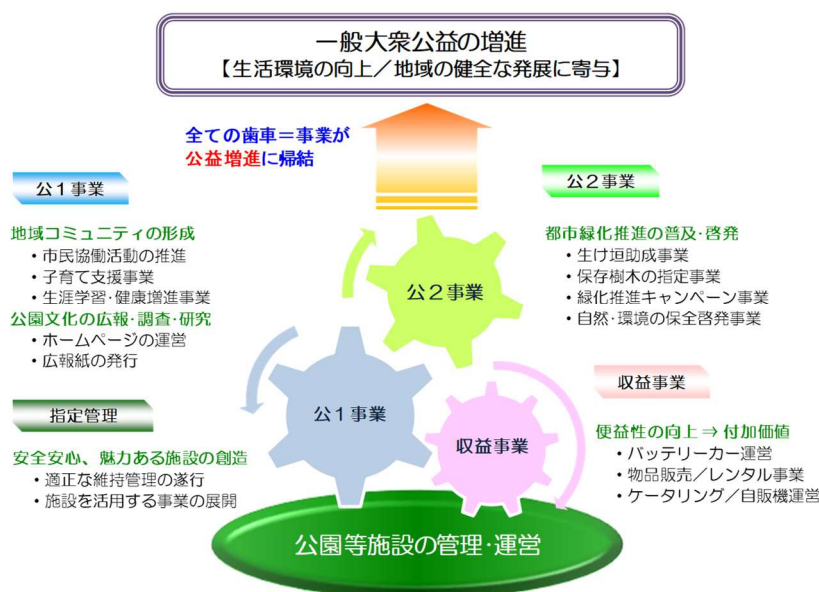 一般大衆公益の増進
【生活環境の向上／地域の健全な発展に寄与】
全ての歯車＝事業が
公益増進に帰結
公１事業
地域コミュニティの形成
・市民協働活動の推進
・子育て支援事業
・生涯学習・健康増進事業
公園文化の広報・調査・研究
・ホームページの運営
・広報紙の発行
指定管理
安全安心、魅力ある施設の創造
・適正な維持管理の遂行
・施設を活用する事業の展開
公２事業
都市緑化推進の普及・啓発
・生け垣助成事業
・保存樹木の指定事業
・緑化推進キャンペーン事業
・自然・環境の保全啓発事業
収益事業
便益性の向上 ⇒ 付加価値
・バッテリーカー運営
・物品販売／レンタル事業
・ケータリング／自販機運営
公２事業
公１事業
収益事業
公園等施設の管理・運営